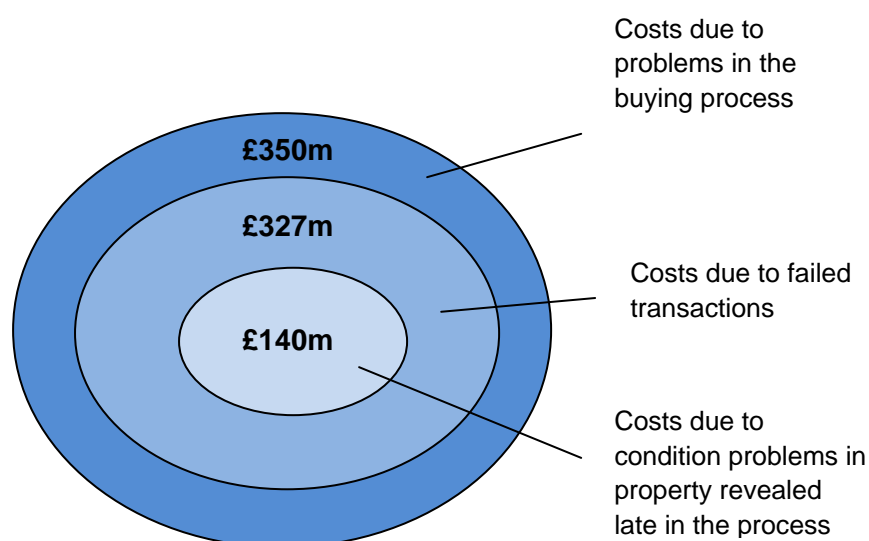 Costs due to
problems in the
buying process
£350m
£327m
Costs due to failed
transactions
£140m
Costs due to
condition problems in
property revealed
late in the process